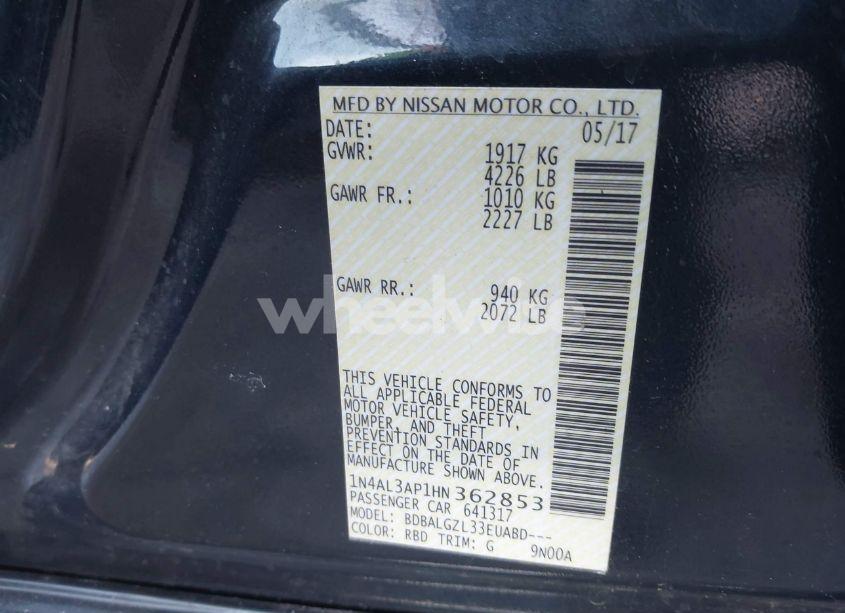 MFD BY NISSAN MOTOR CO., LTD.
DATE: 05/17
GVWR: 1917 KG
4226 LB
GAWR FR.: 1010 KG
2227 LB
GAWR RR.: 940 KG
2072 LB
wheelwise
THIS VEHICLE CONFORMS TO
ALL APPLICABLE FEDERAL
MOTOR VEHICLE SAFETY,
BUMPER, AND THEFT
PREVENTION STANDARDS IN
EFFECT ON THE DATE OF
MANUFACTURE SHOWN ABOVE.
1N4AL3AP1HN 362853
PASSENGER CAR 641317
MODEL: BDBALGZL33EUABD---
COLOR: RBD TRIM: G 9N00A